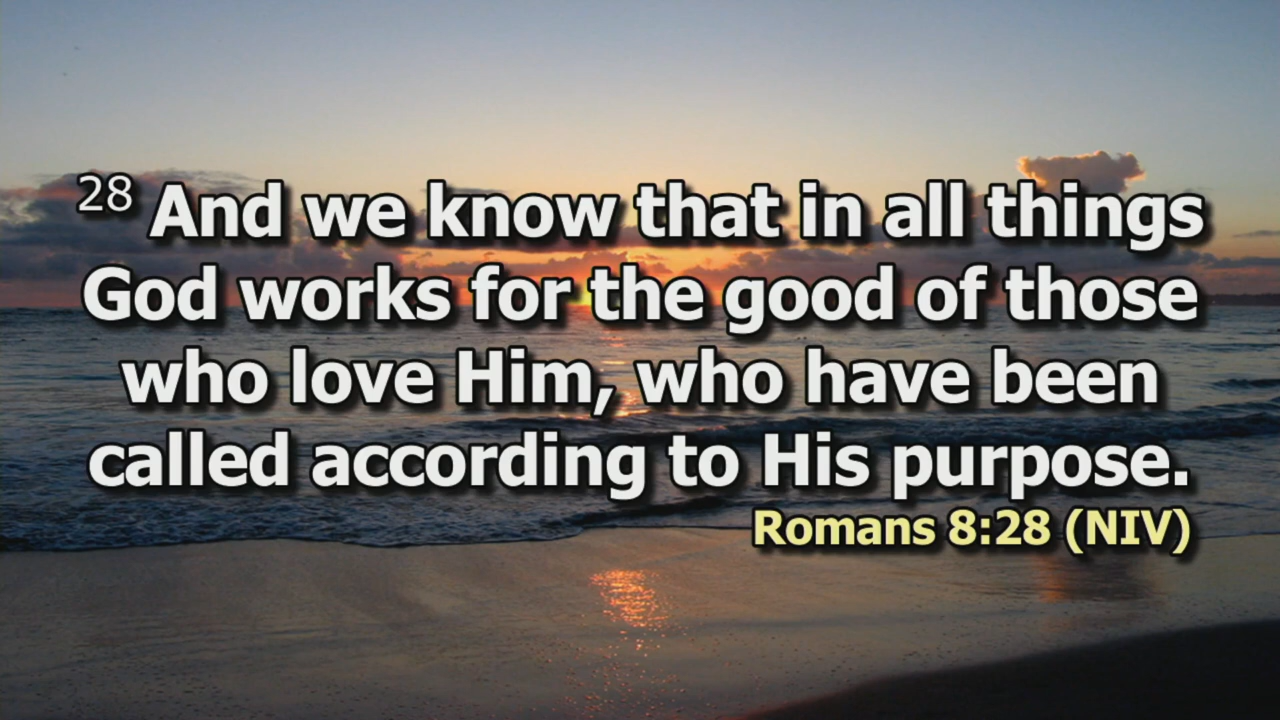 28 And we know that in all things
God works for the good of those
who love Him, who have been
called according to His purpose.
Romans 8:28 (NIV)